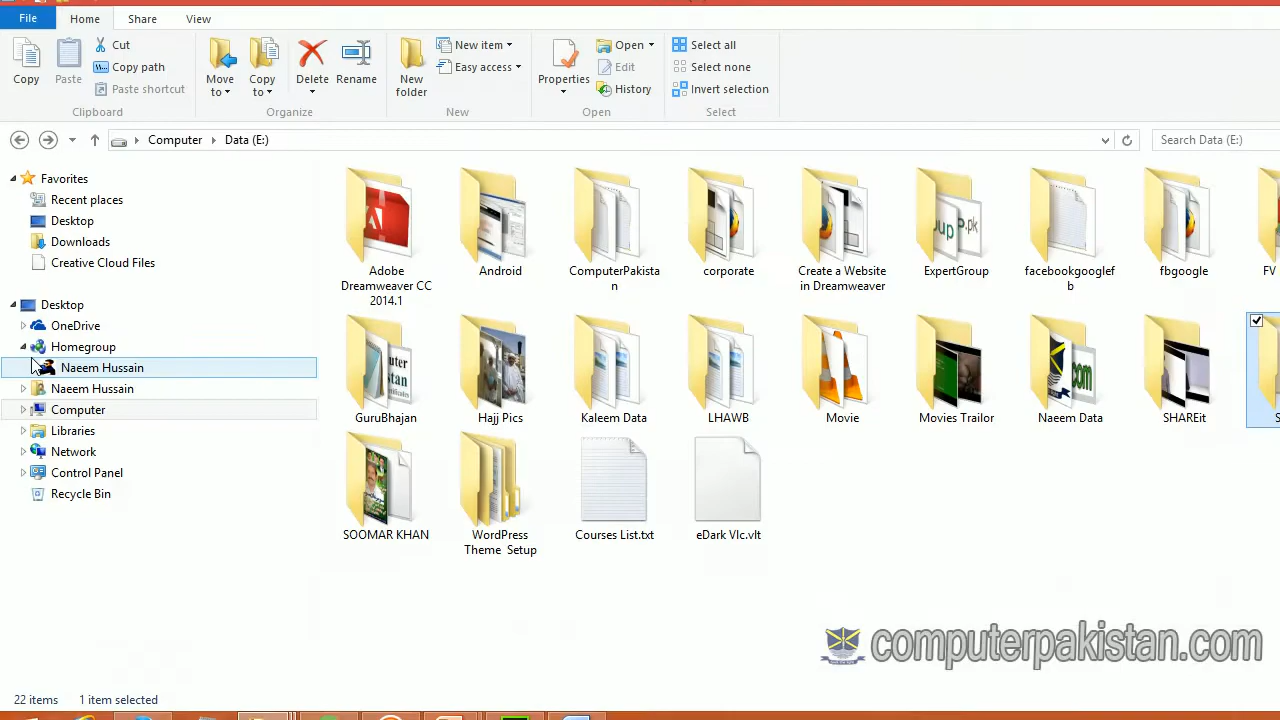 File
Home
Share
View
Copy
Paste
Cut
Copy path
Paste shortcut
Clipboard
Move to
Copy to
Delete
Rename
Organize
New folder
New item
Easy access
New
Properties
Open
Edit
History
Open
Select all
Select none
Invert selection
Select
Computer
Data (E:)
Search Data (E:)
Favorites
Recent places
Desktop
Downloads
Creative Cloud Files
Desktop
OneDrive
Homegroup
Naeem Hussain
Naeem Hussain
Computer
Libraries
Network
Control Panel
Recycle Bin
Adobe
Dreamweaver CC
2014.1
Android
ComputerPakista
n
corporate
Create a Website
in Dreamweaver
ExpertGroup
facebookgooglef
b
fbgoogle
FV
GuruBhajan
Hajj Pics
Kaleem Data
LHAWB
Movie
Movies Trailor
Naeem Data
SHAREit
S
SOOMAR KHAN
WordPress
Theme Setup
Courses List.txt
eDark Vlc.vlt
computerpakistan.com
22 items
1 item selected